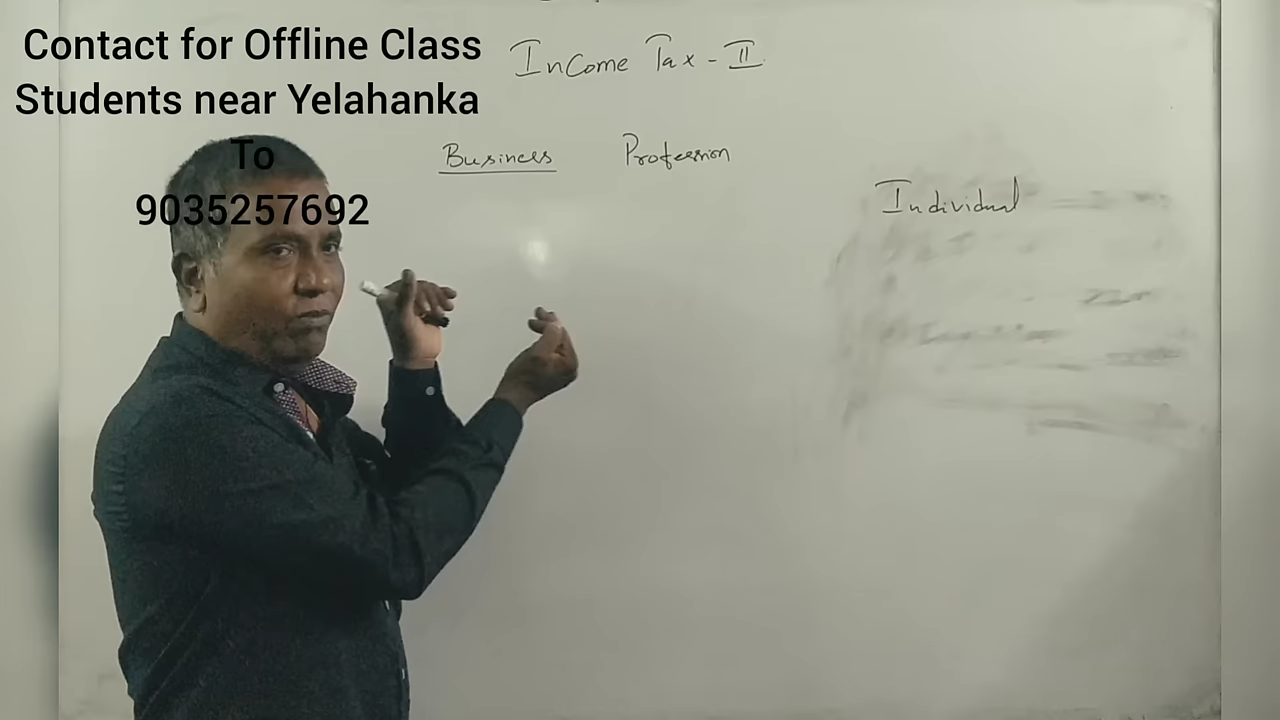 Contact for Offline Class
Students near Yelahanka
To
9035257692
Income Tax - II
Business Profession
Individual